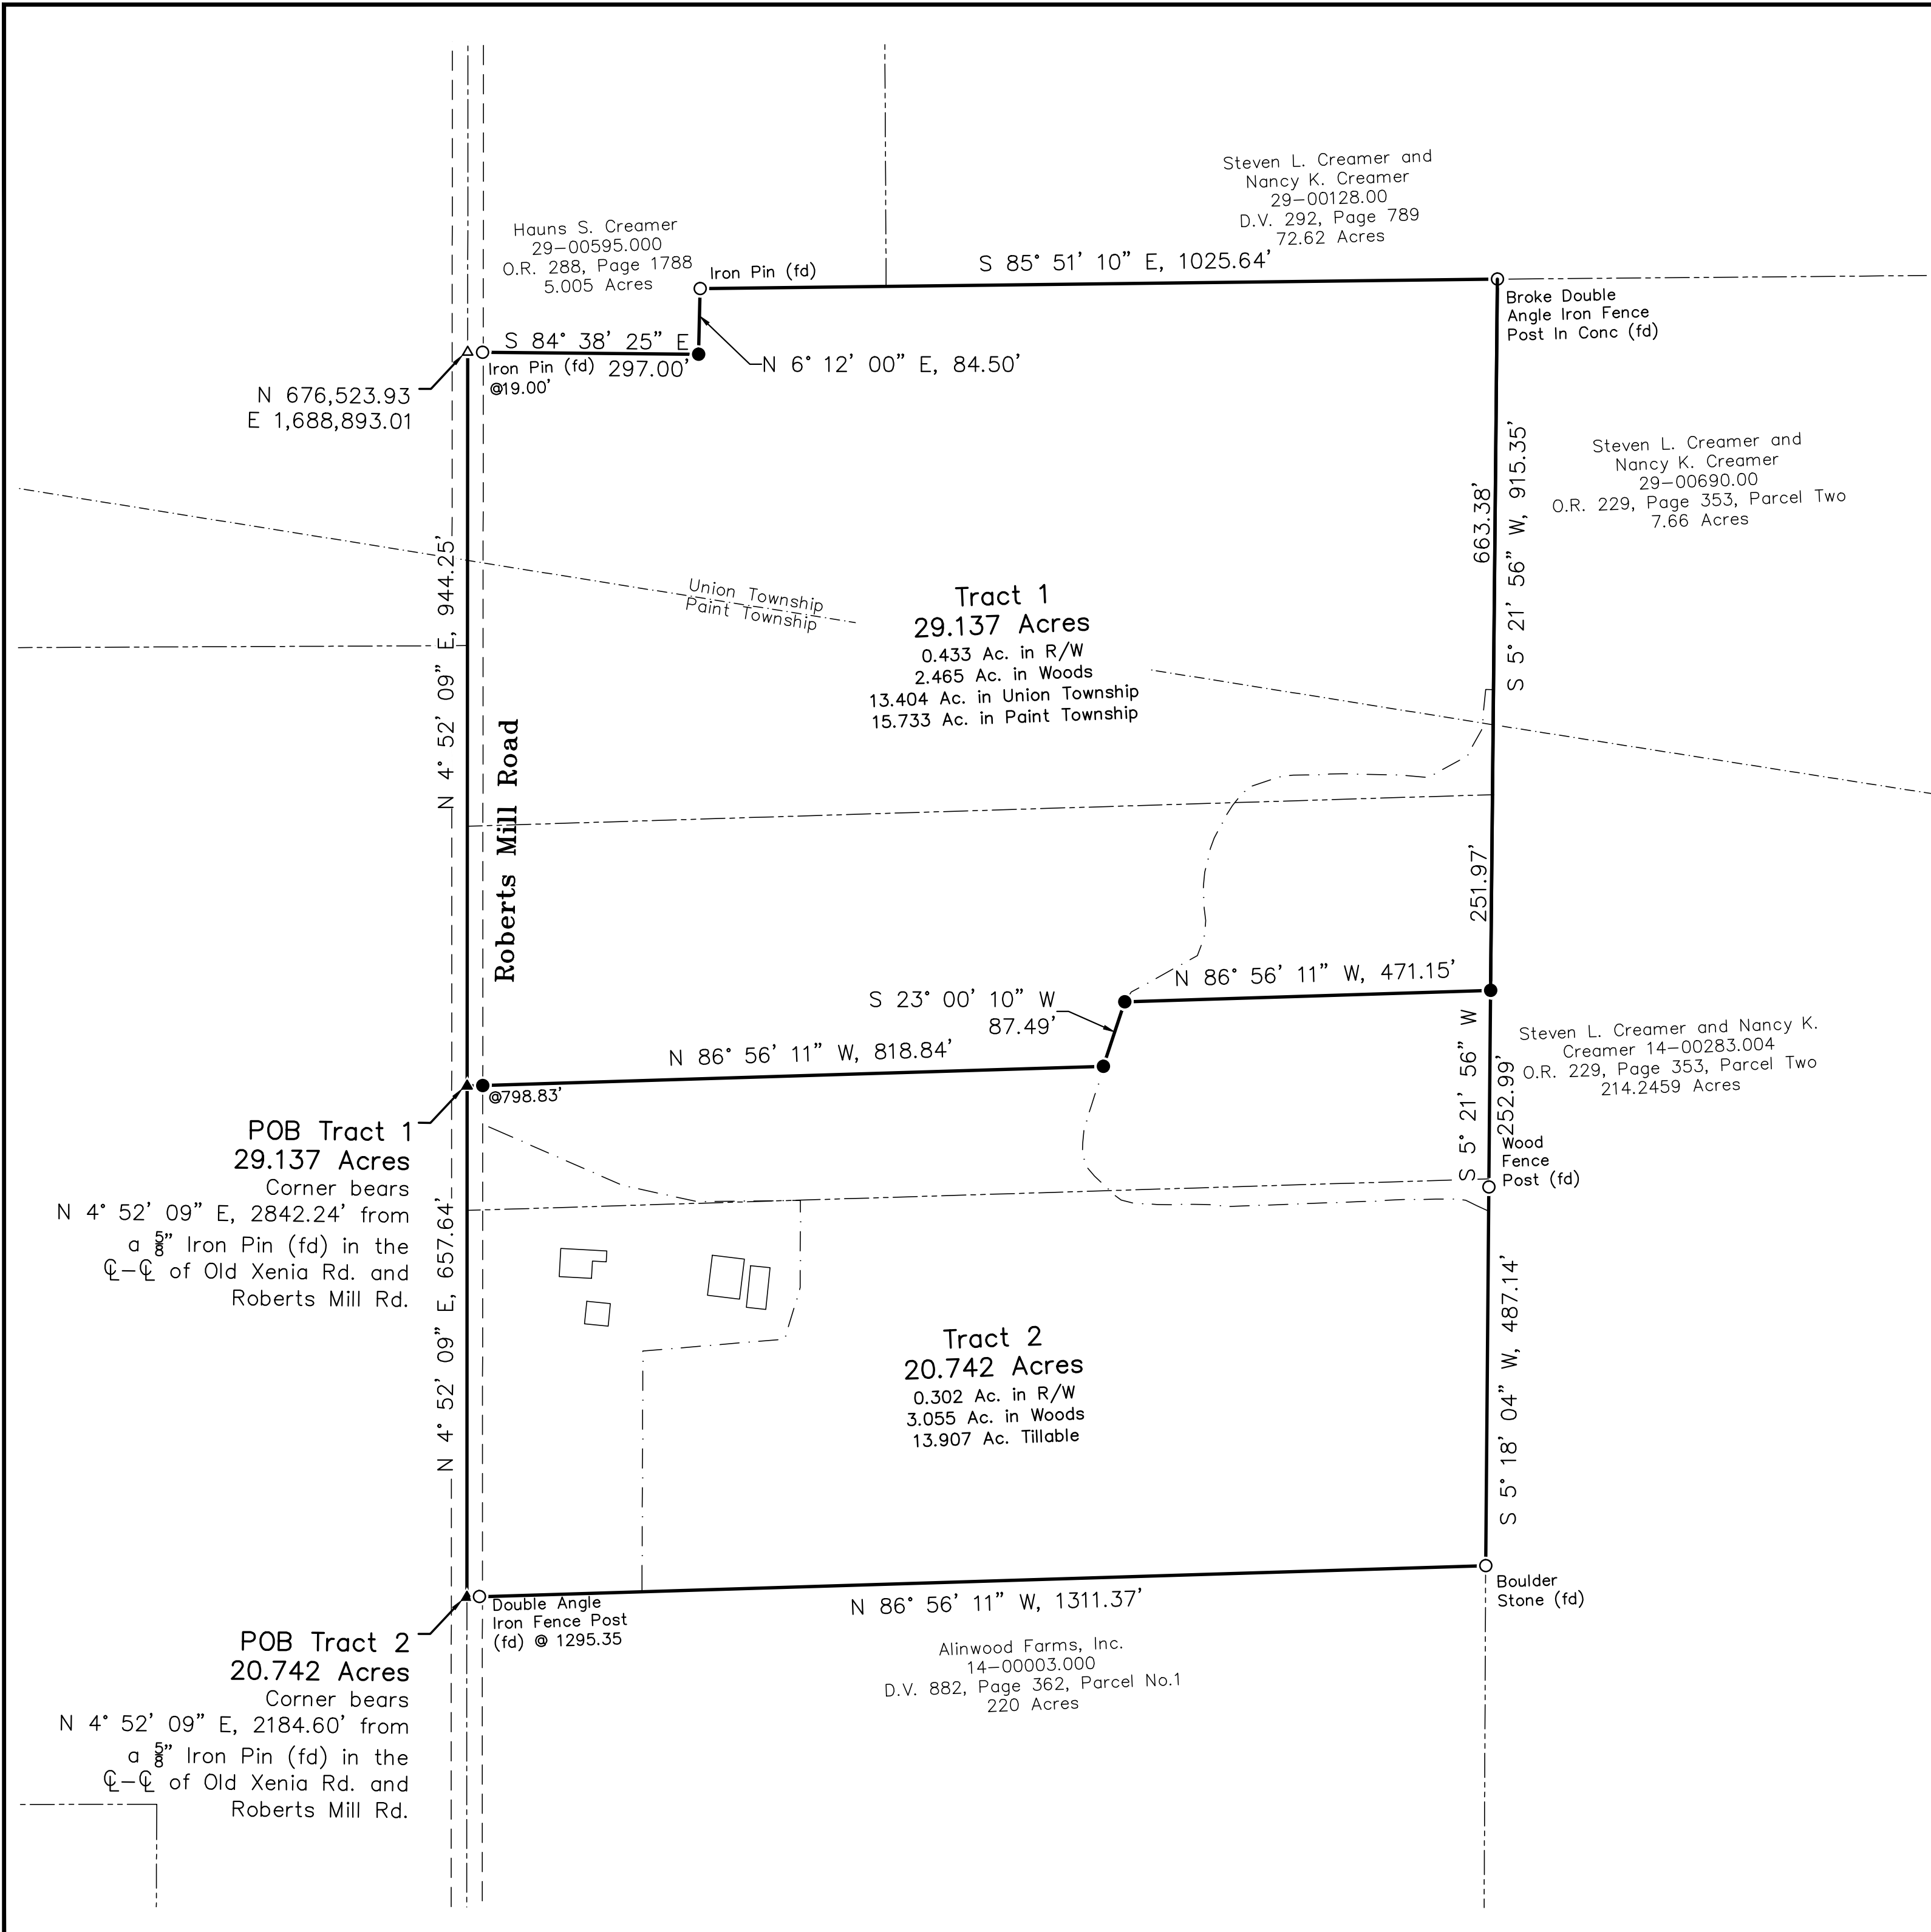 Steven L. Creamer and
Nancy K. Creamer
29-00128.00
D.V. 292, Page 789
72.62 Acres
Hauns S. Creamer
29-00595.000
O.R. 288, Page 1788
5.005 Acres
Iron Pin (fd)
S 85° 51' 10" E, 1025.64'
Broke Double
Angle Iron Fence
Post In Conc (fd)
S 84° 38' 25" E
297.00'
Iron Pin (fd)
@19.00'
N 6° 12' 00" E, 84.50'
N 676,523.93
E 1,688,893.01
663.38'
S 5° 21' 56" W, 915.35'
Steven L. Creamer and
Nancy K. Creamer
29-00690.00
O.R. 229, Page 353, Parcel Two
7.66 Acres
N 4° 52' 09" E, 944.25'
Union Township
Paint Township
Tract 1
29.137 Acres
0.433 Ac. in R/W
2.465 Ac. in Woods
13.404 Ac. in Union Township
15.733 Ac. in Paint Township
Roberts Mill Road
251.97'
N 86° 56' 11" W, 471.15'
S 23° 00' 10" W
87.49'
N 86° 56' 11" W, 818.84'
@798.83'
S 5° 21' 56" W
252.99'
Steven L. Creamer and Nancy K.
Creamer 14-00283.004
O.R. 229, Page 353, Parcel Two
214.2459 Acres
Wood
Fence
Post (fd)
POB Tract 1
29.137 Acres
Corner bears
N 4° 52' 09" E, 2842.24' from
a 5/8" Iron Pin (fd) in the
℄-℄ of Old Xenia Rd. and
Roberts Mill Rd.
N 4° 52' 09" E, 657.64'
Tract 2
20.742 Acres
0.302 Ac. in R/W
3.055 Ac. in Woods
13.907 Ac. Tillable
S 5° 18' 04" W, 487.14'
Boulder
Stone (fd)
N 86° 56' 11" W, 1311.37'
Double Angle
Iron Fence Post
(fd) @ 1295.35
POB Tract 2
20.742 Acres
Corner bears
N 4° 52' 09" E, 2184.60' from
a 5/8" Iron Pin (fd) in the
℄-℄ of Old Xenia Rd. and
Roberts Mill Rd.
Alinwood Farms, Inc.
14-00003.000
D.V. 882, Page 362, Parcel No.1
220 Acres